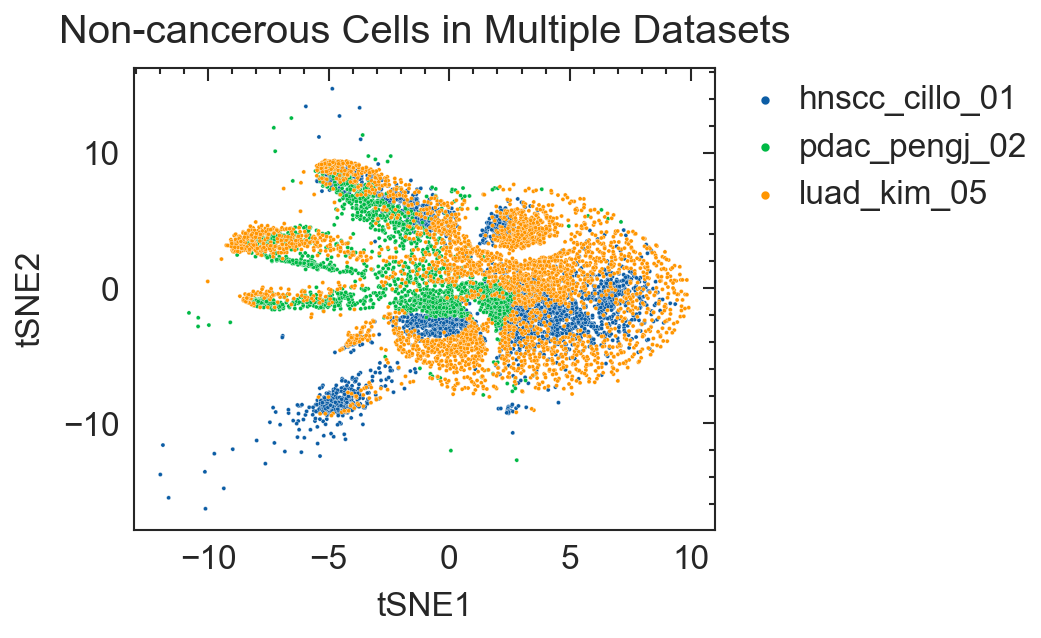 Non-cancerous Cells in Multiple Datasets
hnscc_cillo_01
pdac_pengj_02
luad_kim_05
10
0
−10
tSNE2
−10
−5
0
5
10
tSNE1